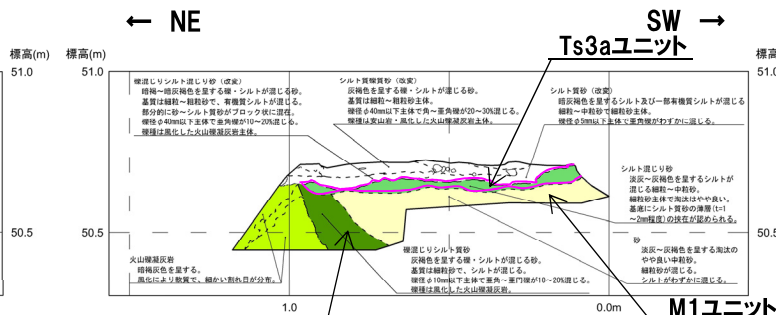 ← NE
SW →
標高(m)
標高(m)
標高
51.0
51.0
51.0
50.5
50.5
50.5
Ts3aユニット
礫混じりシルト混じり砂（改変）
暗褐～暗灰褐色を呈する礫・シルトが混じる砂。
基質は細粒～粗粒砂で、有機質シルトが混じる。
部分的に砂～シルト質砂がブロック状に混在。
礫径φ40mm以下主体で亜角礫が10～20%混じる。
礫種は風化した火山礫凝灰岩主体。
シルト質礫質砂（改変）
灰褐色を呈する礫・シルトが混じる砂。
基質は細粒～粗粒砂主体。
礫径φ40mm以下主体で角～亜角礫が20～30%混じる。
礫種は安山岩・風化した火山礫凝灰岩主体。
シルト質砂（改変）
暗灰褐色を呈するシルト及び一部有機質シルトが混じる
細粒～中粒砂で細粒砂主体。
礫径φ5mm以下主体で亜角礫がわずかに混じる。
シルト混じり砂
淡灰～灰褐色を呈するシルトが
混じる細粒～中粒砂。
細粒砂主体で淘汰はやや良い。
基底にシルト質砂の薄層(t=1
～2mm程度)の挟在が認められる。
砂
淡灰～灰褐色を呈する淘汰の
やや良い中粒砂。
細粒砂が混じる。
シルトがわずかに混じる。
火山礫凝灰岩
暗褐灰色を呈する。
風化により軟質で、細かい割れ目が分布。
礫混じりシルト質砂
灰褐色を呈する礫・シルトが混じる砂。
基質は細粒砂で、シルトが混じる。
礫径φ10mm以下主体で亜角～亜円礫が10～20%混じる。
礫種は風化した火山礫凝灰岩。
1.0
0.0m
M1ユニット